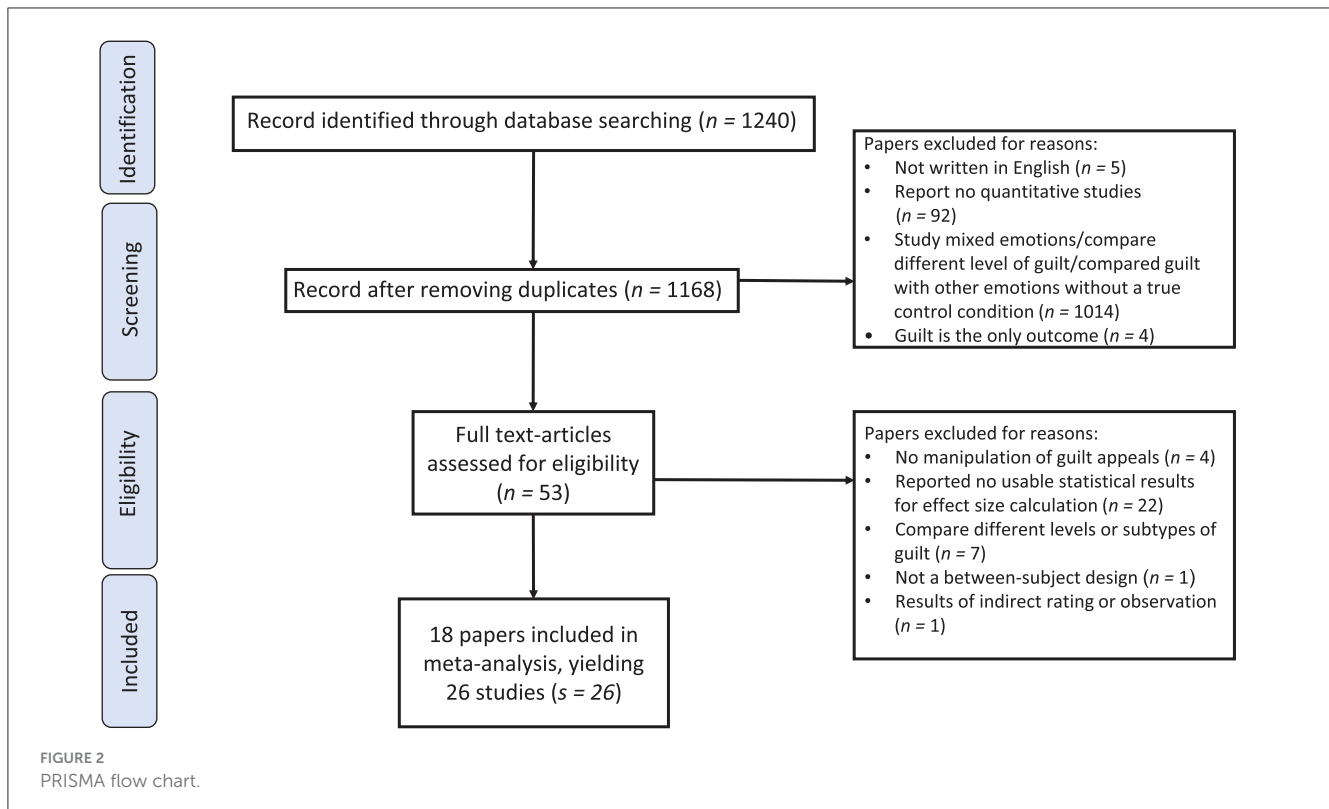 Identification
Record identified through database searching (n = 1240)
Papers excluded for reasons:
• Not written in English (n = 5)
• Report no quantitative studies
(n = 92)
• Study mixed emotions/compare
different level of guilt/compared guilt
with other emotions without a true
control condition (n = 1014)
• Guilt is the only outcome (n = 4)
Screening
Record after removing duplicates (n = 1168)
Eligibility
Full text-articles
assessed for eligibility
(n = 53)
Papers excluded for reasons:
• No manipulation of guilt appeals (n = 4)
• Reported no usable statistical results
for effect size calculation (n = 22)
• Compare different levels or subtypes of
guilt (n = 7)
• Not a between-subject design (n = 1)
• Results of indirect rating or observation
(n = 1)
Included
18 papers included in
meta-analysis, yielding
26 studies (s = 26)
FIGURE 2
PRISMA flow chart.